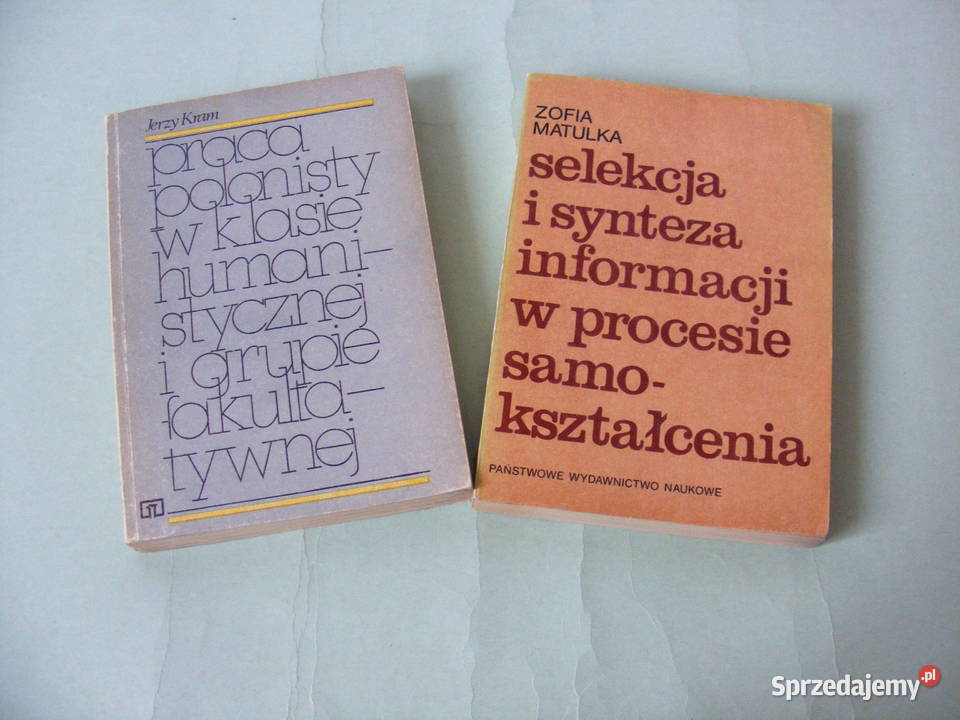 Jerzy Kram
praca
polonisty
w klasie
humani-
stycznej
i grupie
fakulta-
tywnej
ZOFIA
MATULKA
selekcja
i synteza
informacji
w procesie
samo-
kształcenia
PAŃSTWOWE WYDAWNICTWO NAUKOWE
Sprzedajemy.pl